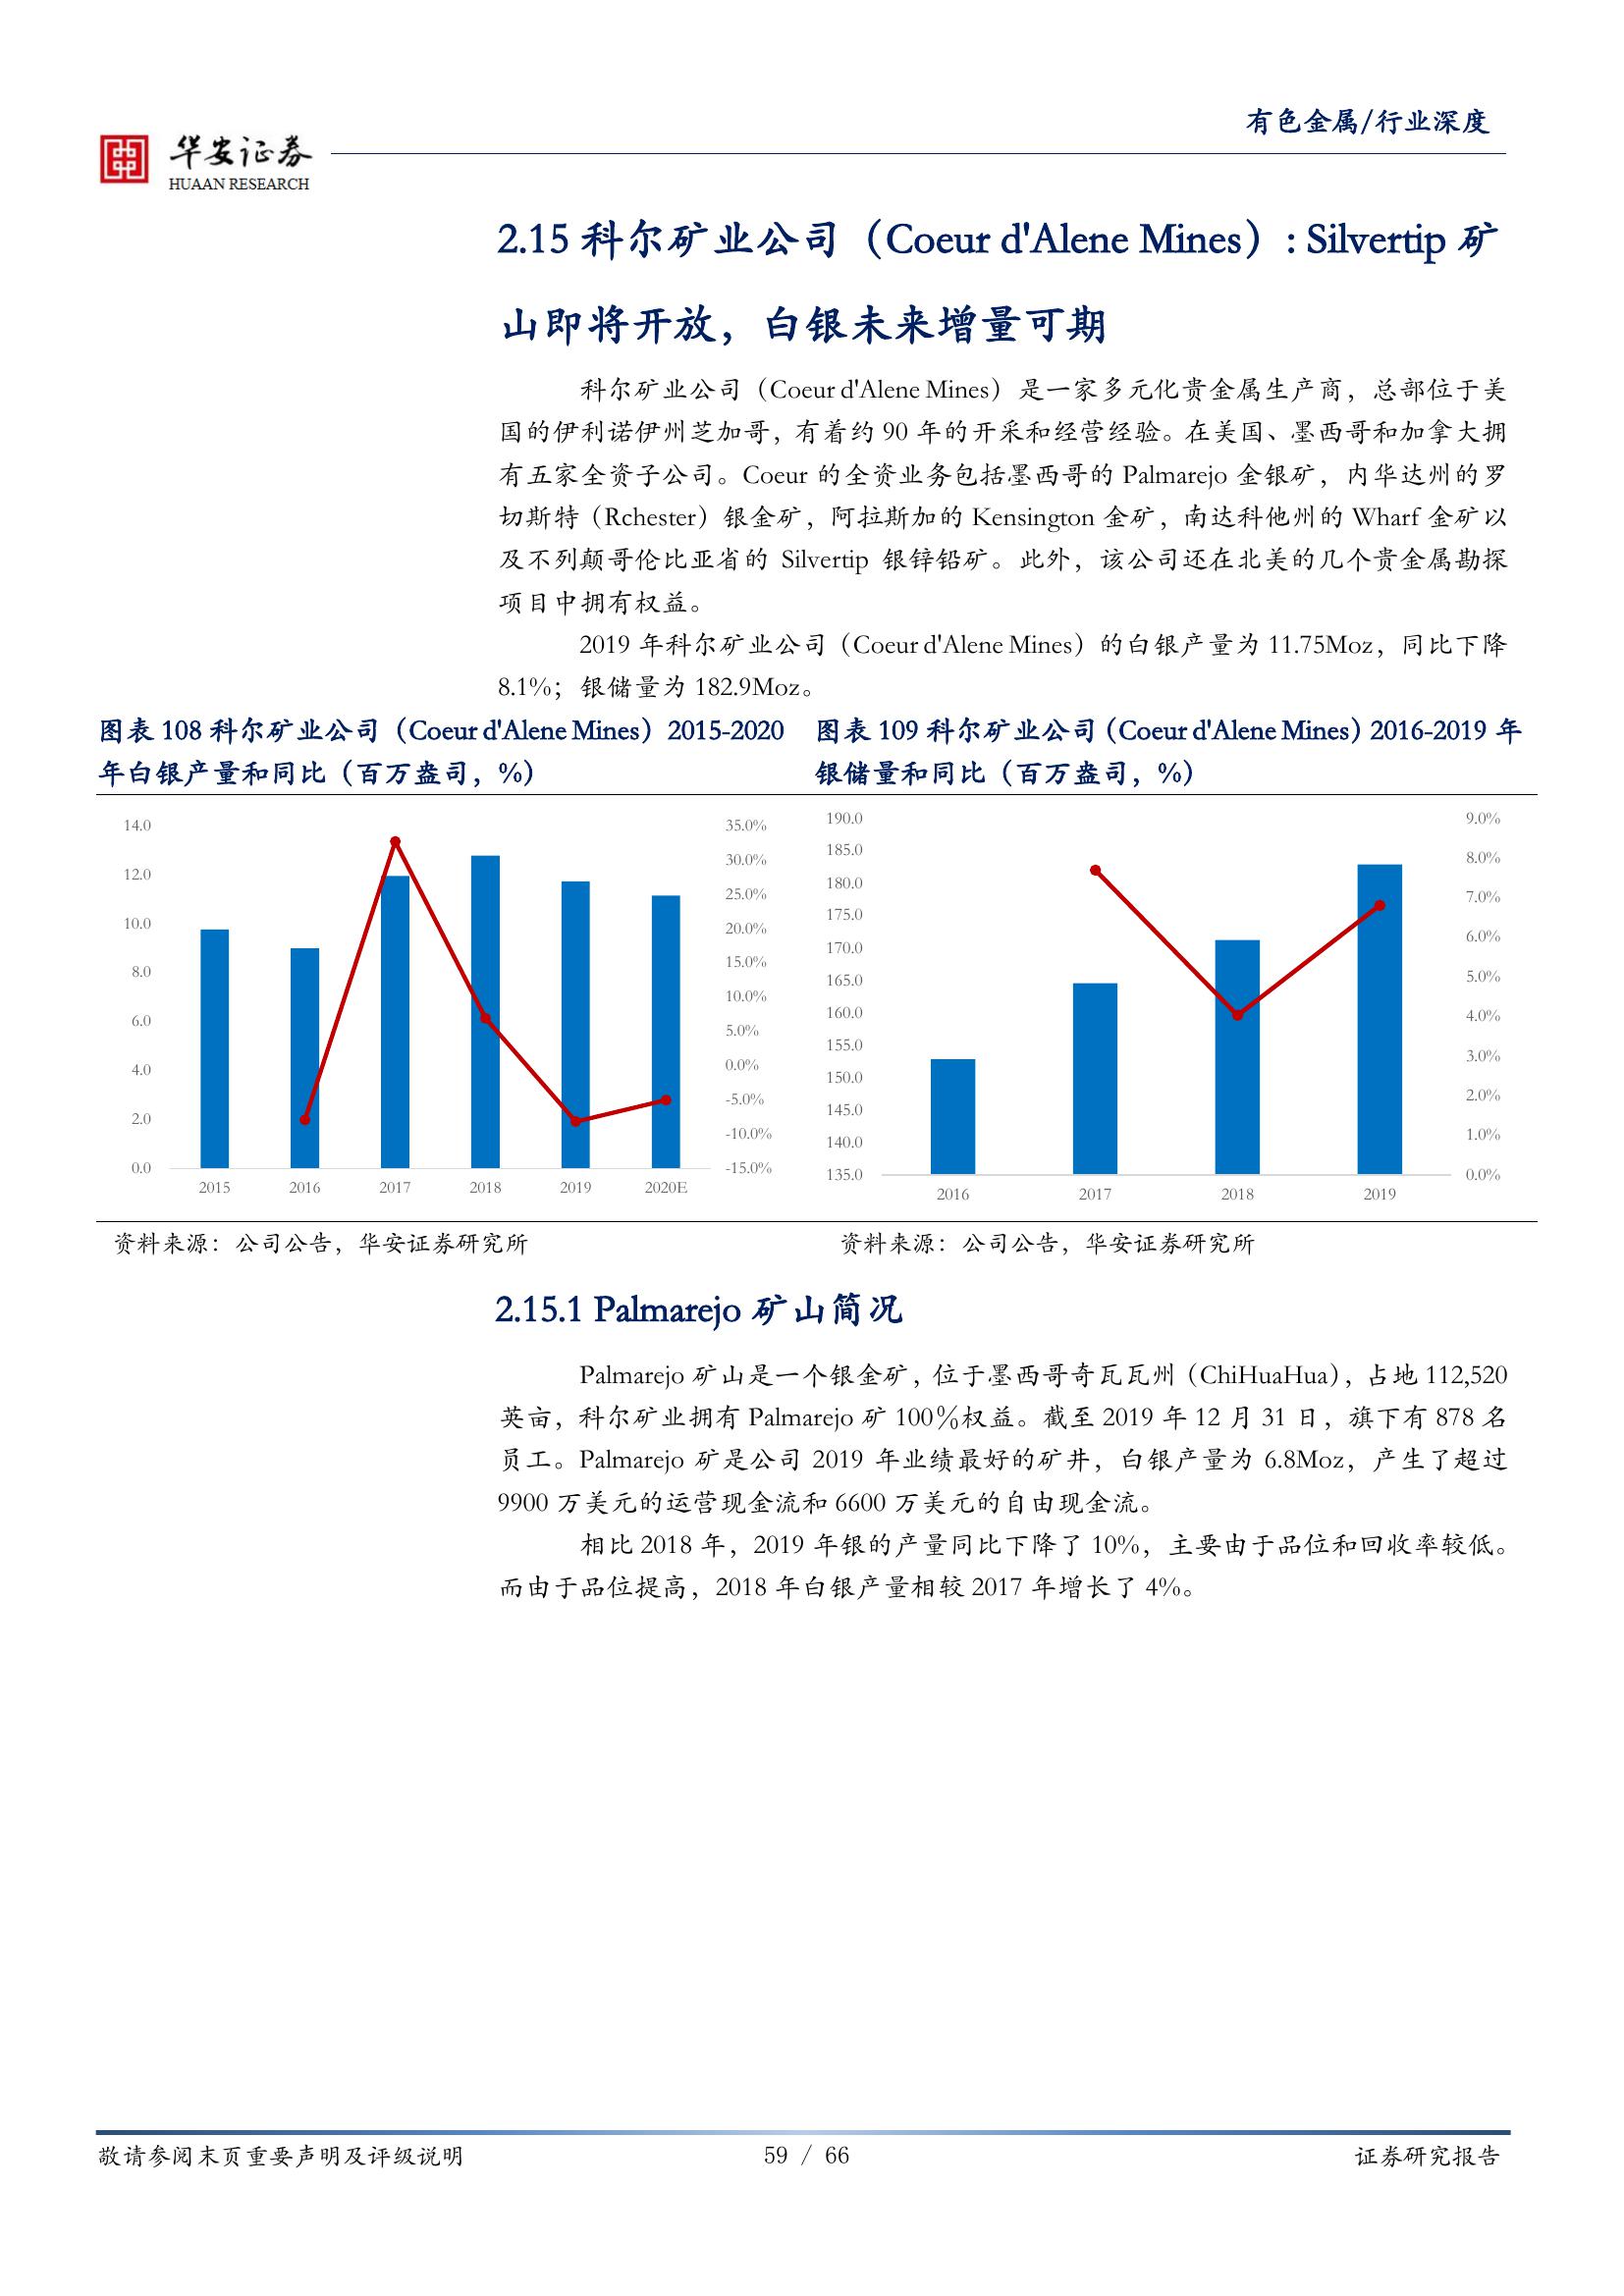 有色金属/行业深度
华安证券
HUAAN RESEARCH
2.15 科尔矿业公司（Coeur d'Alene Mines）: Silvertip 矿
山即将开放，白银未来增量可期
科尔矿业公司（Coeur d'Alene Mines）是一家多元化贵金属生产商，总部位于美
国的伊利诺伊州芝加哥，有着约 90 年的开采和经营经验。在美国、墨西哥和加拿大拥
有五家全资子公司。Coeur 的全资业务包括墨西哥的 Palmarejo 金银矿，内华达州的罗
切斯特（Rchester）银金矿，阿拉斯加的 Kensington 金矿，南达科他州的 Wharf 金矿以
及不列颠哥伦比亚省的 Silvertip 银锌铅矿。此外，该公司还在北美的几个贵金属勘探
项目中拥有权益。
2019 年科尔矿业公司（Coeur d'Alene Mines）的白银产量为 11.75Moz，同比下降
8.1%；银储量为 182.9Moz。
图表 108 科尔矿业公司（Coeur d'Alene Mines）2015-2020
年白银产量和同比（百万盎司，%）
14.0
12.0
10.0
8.0
6.0
4.0
2.0
0.0
35.0%
30.0%
25.0%
20.0%
15.0%
10.0%
5.0%
0.0%
-5.0%
-10.0%
-15.0%
2015 2016 2017 2018 2019 2020E
资料来源：公司公告，华安证券研究所
图表 109 科尔矿业公司（Coeur d'Alene Mines）2016-2019 年
银储量和同比（百万盎司，%）
190.0
185.0
180.0
175.0
170.0
165.0
160.0
155.0
150.0
145.0
140.0
135.0
9.0%
8.0%
7.0%
6.0%
5.0%
4.0%
3.0%
2.0%
1.0%
0.0%
2016 2017 2018 2019
资料来源：公司公告，华安证券研究所
2.15.1 Palmarejo 矿山简况
Palmarejo 矿山是一个银金矿，位于墨西哥奇瓦瓦州（ChiHuaHua），占地 112,520
英亩，科尔矿业拥有 Palmarejo 矿 100％权益。截至 2019 年 12 月 31 日，旗下有 878 名
员工。Palmarejo 矿是公司 2019 年业绩最好的矿井，白银产量为 6.8Moz，产生了超过
9900 万美元的运营现金流和 6600 万美元的自由现金流。
相比 2018 年，2019 年银的产量同比下降了 10%，主要由于品位和回收率较低。
而由于品位提高，2018 年白银产量相较 2017 年增长了 4%。
敬请参阅末页重要声明及评级说明
59 / 66
证券研究报告